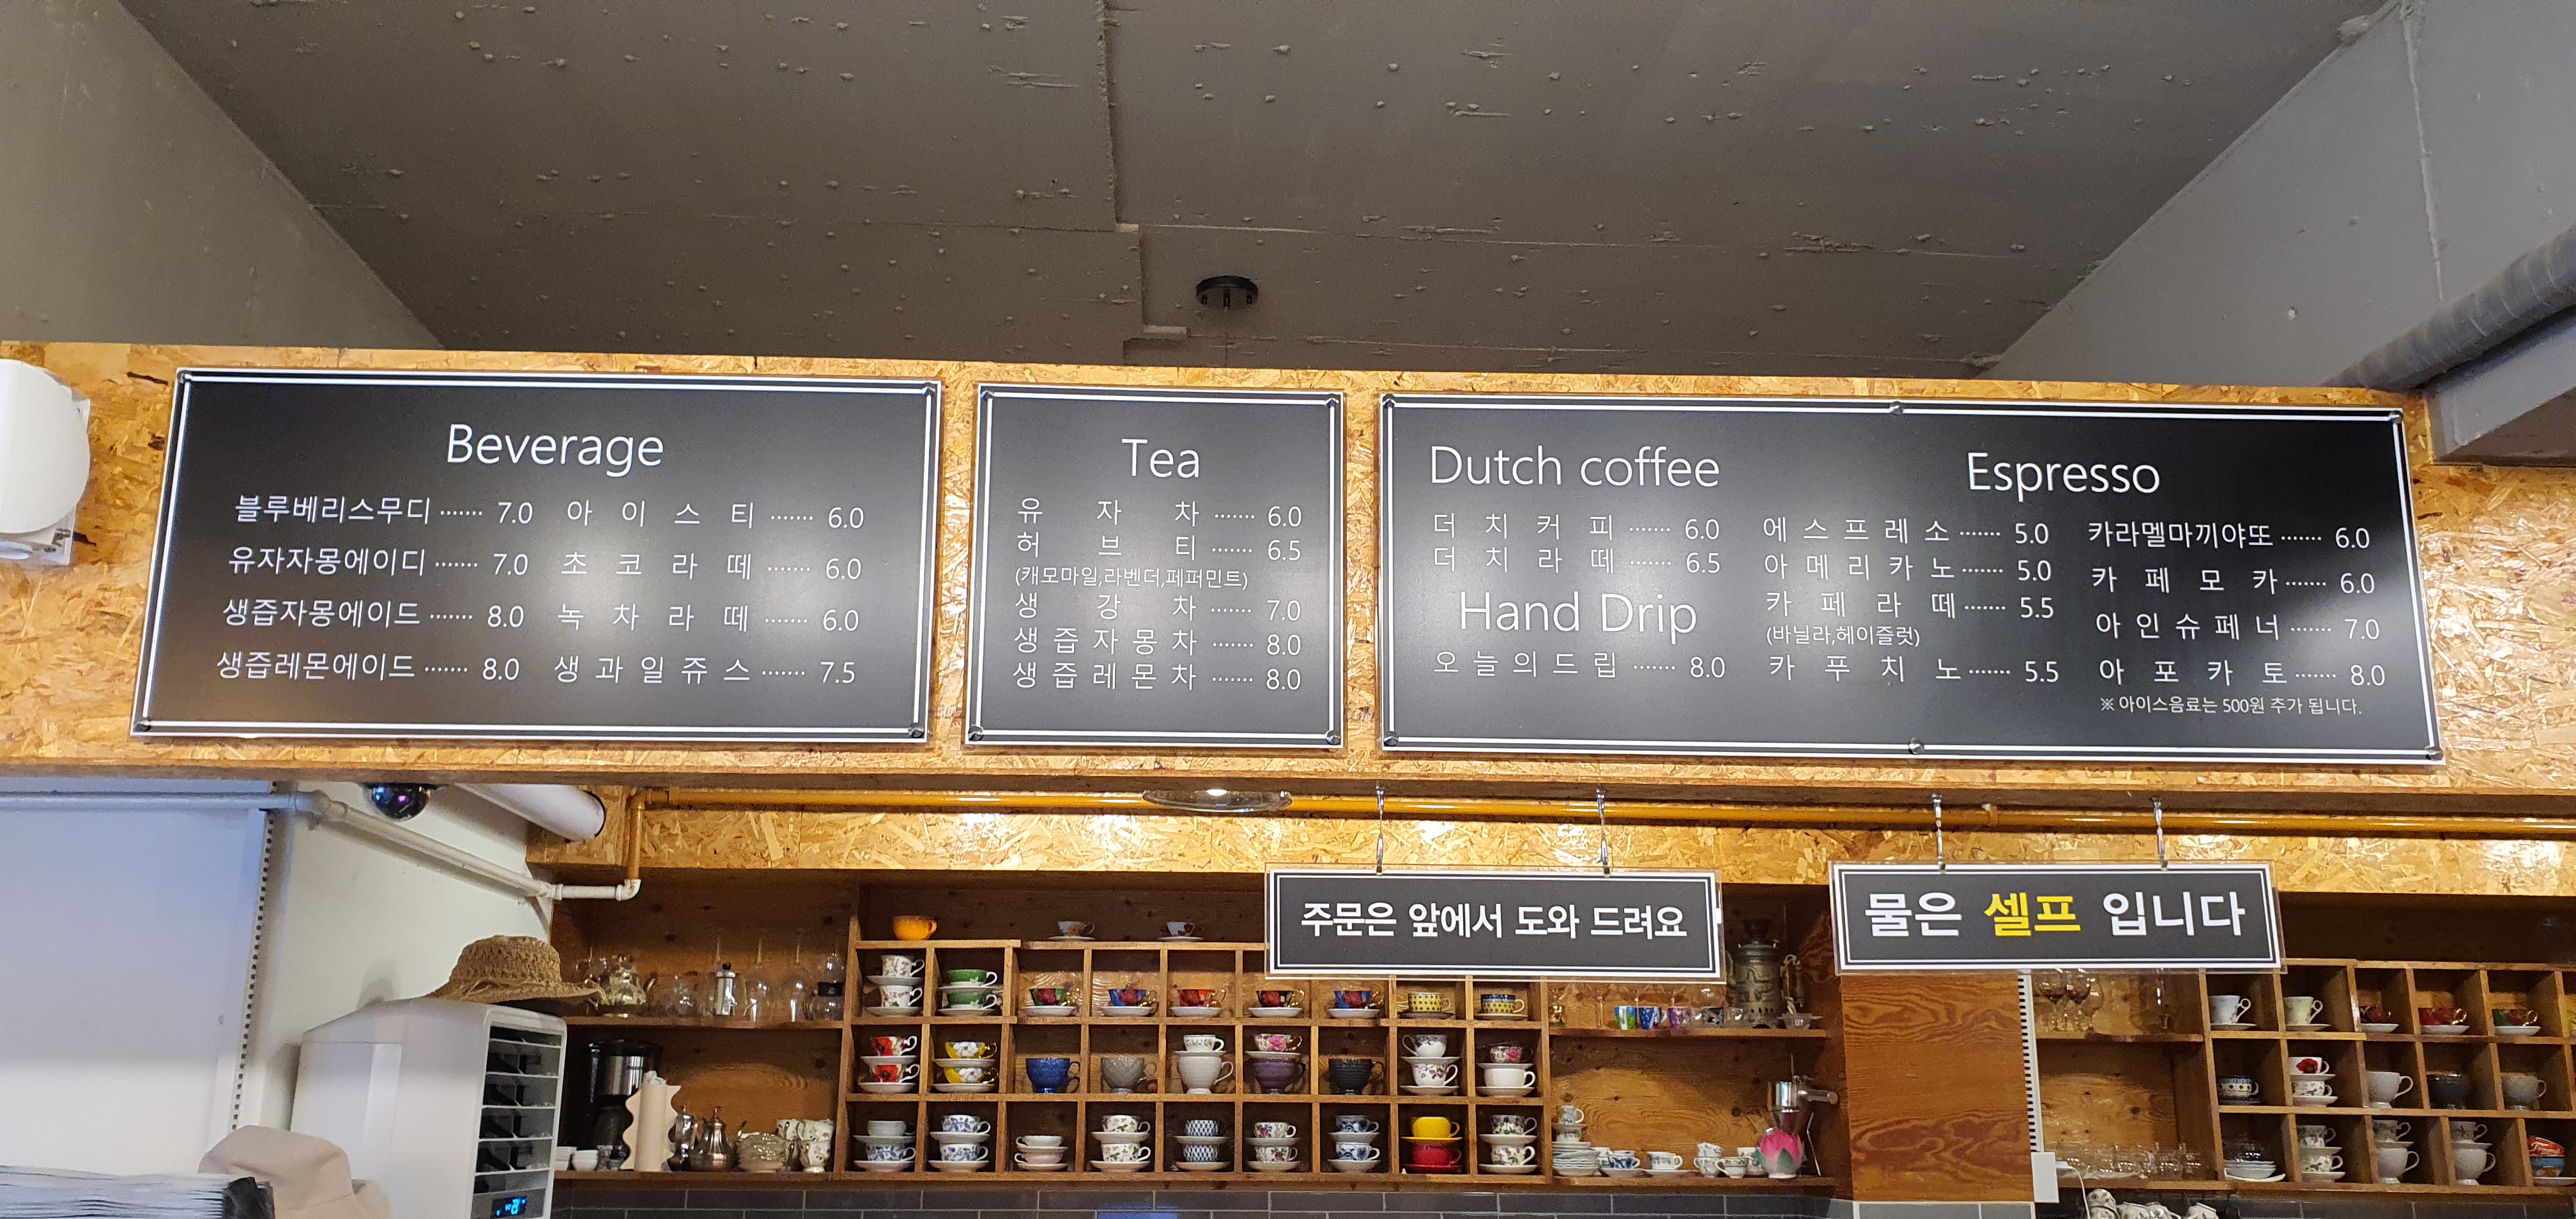 Beverage
블루베리스무디 ······· 7.0
유자자몽에이디 ······· 7.0
생즙자몽에이드 ······· 8.0
생즙레몬에이드 ······· 8.0
아 이 스 티 ······· 6.0
초 코 라 떼 ······· 6.0
녹 차 라 떼 ······· 6.0
생 과 일 쥬 스 ······· 7.5
Tea
유 자 차 ······· 6.0
허 브 티 ······· 6.5
(캐모마일,라벤더,페퍼민트)
생 강 차 ······· 7.0
생 즙 자 몽 차 ······· 8.0
생 즙 레 몬 차 ······· 8.0
Dutch coffee
더 치 커 피 ······· 6.0
더 치 라 떼 ······· 6.5
Hand Drip
오 늘 의 드 립 ······· 8.0
Espresso
에 스 프 레 소 ······· 5.0
아 메 리 카 노 ······· 5.0
카 페 라 떼 ······· 5.5
(바닐라,헤이즐럿)
카 푸 치 노 ······· 5.5
카라멜마끼야또 ······· 6.0
카 페 모 카 ······· 6.0
아 인 슈 페 너 ······· 7.0
아 포 카 토 ······· 8.0
※ 아이스음료는 500원 추가 됩니다.
주문은 앞에서 도와 드려요
물은 셀프 입니다